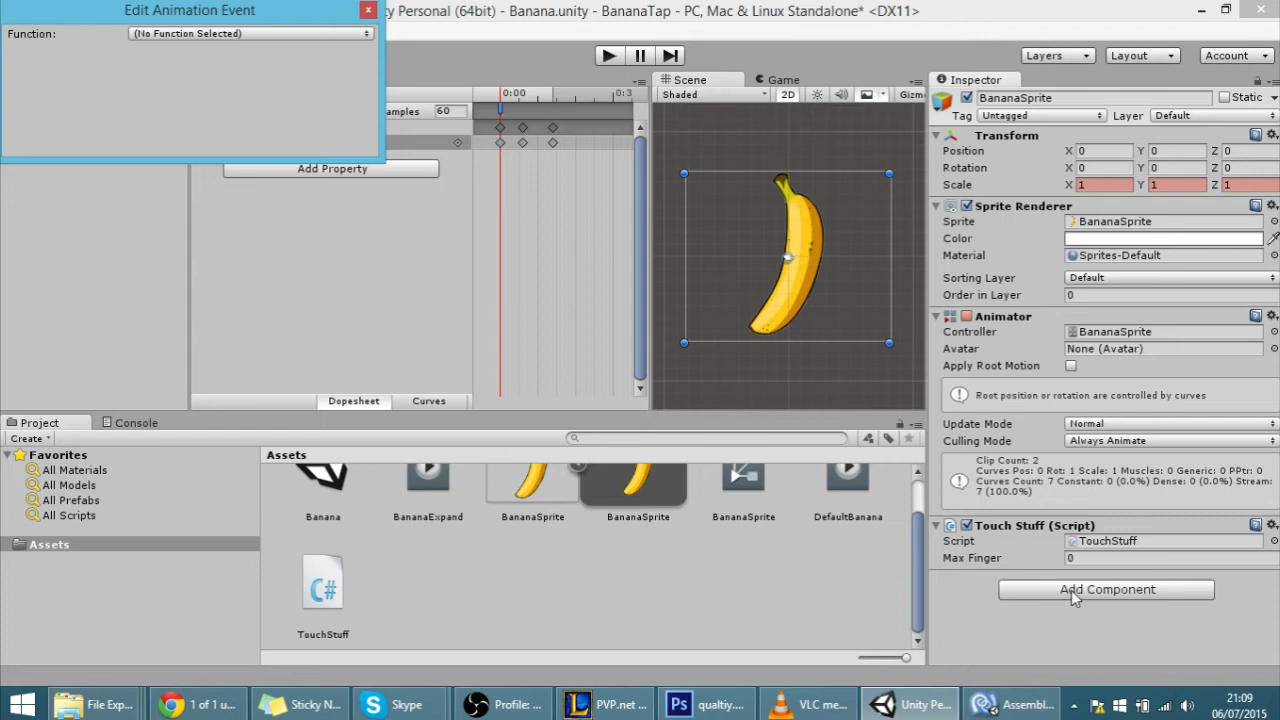 Edit Animation Event x
ty Personal (64bit) - Banana.unity - BananaTap - PC, Mac & Linux Standalone* <DX11>
Function: (No Function Selected)
Layers Layout Account
Scene Game
Inspector
0:00 0:3
Shaded 2D Gizm
amples 60
Add Property
Dopesheet Curves
BananaSprite Static
Tag Untagged Layer Default
Transform
Position X 0 Y 0 Z 0
Rotation X 0 Y 0 Z 0
Scale X 1 Y 1 Z 1
Sprite Renderer
Sprite BananaSprite
Color
Material Sprites-Default
Sorting Layer Default
Order in Layer 0
Animator
Controller BananaSprite
Avatar None (Avatar)
Apply Root Motion
Root position or rotation are controlled by curves
Update Mode Normal
Culling Mode Always Animate
Clip Count: 2
Curves Pos: 0 Rot: 1 Scale: 1 Muscles: 0 Generic: 0 PPtr: 0
Curves Count: 7 Constant: 0 (0.0%) Dense: 0 (0.0%) Stream:
7 (100.0%)
Touch Stuff (Script)
Script TouchStuff
Max Finger 0
Add Component
Project Console
Create
Favorites
All Materials
All Models
All Prefabs
All Scripts
Assets
Assets
Banana BananaExpand BananaSprite BananaSprite BananaSprite DefaultBanana
C#
TouchStuff
File Exp... 1 of 1 u... Sticky N... Skype Profile: ... PVP.net ... Ps qualtiy.... VLC me... Unity Pe... Assembl...
21:09
06/07/2015